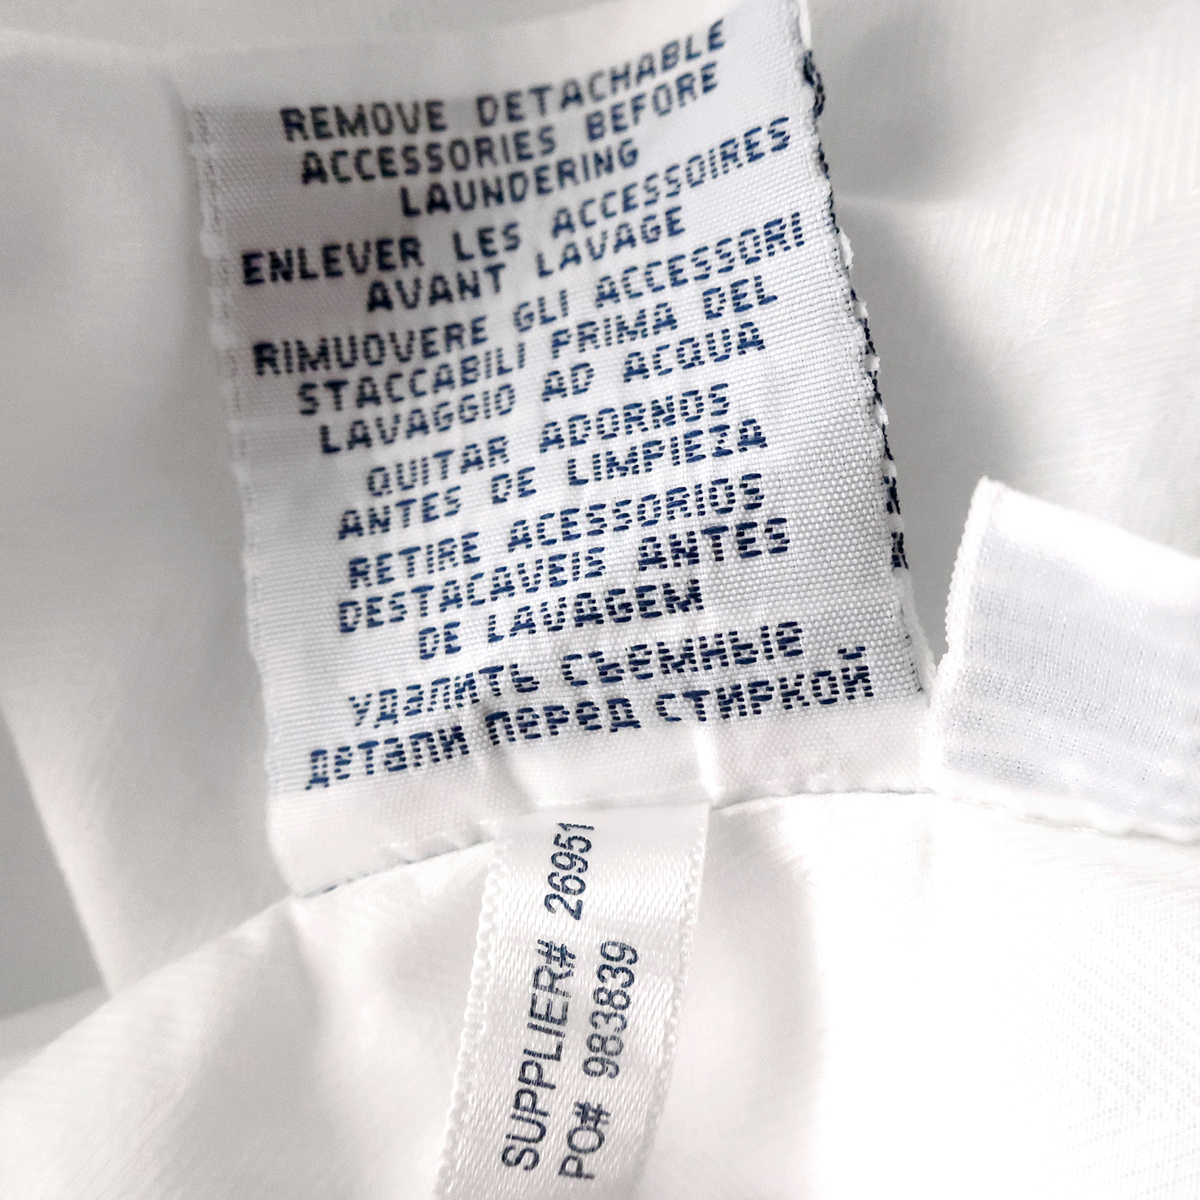 REMOVE DETACHABLE
ACCESSORIES BEFORE
LAUNDERING
ENLEVER LES ACCESSOIRES
AVANT LAVAGE
RIMUOVERE GLI ACCESSORI
STACCABILI PRIMA DEL
LAVAGGIO AD ACQUA
QUITAR ADORNOS
ANTES DE LIMPIEZA
RETIRE ACESSORIOS
DESTACAVEIS ANTES
DE LAVAGEM
УДАЛИТЬ СЪЕМНЫЕ
ДЕТАЛИ ПЕРЕД СТИРКОЙ
SUPPLIER# 26951
PO# 983839